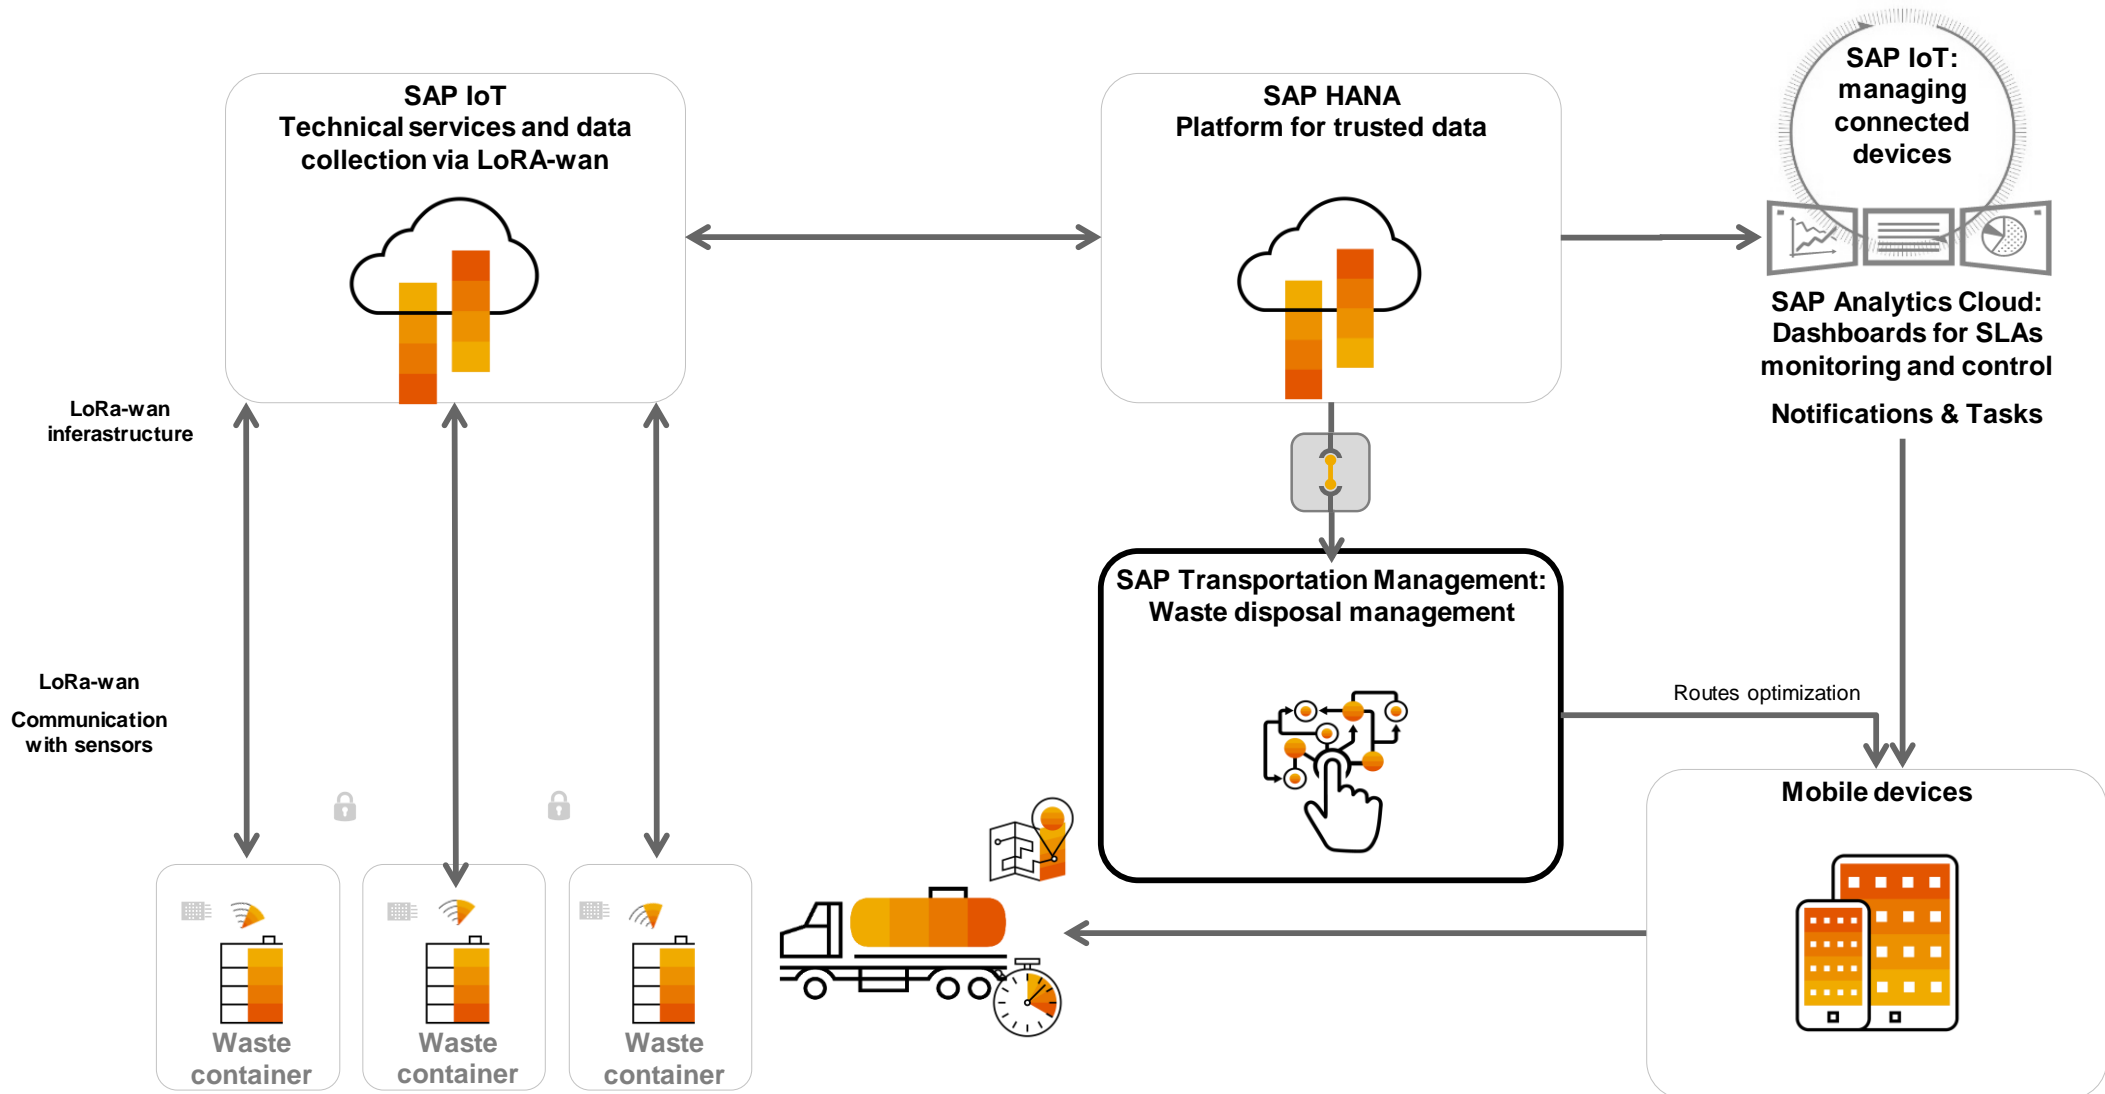 SAP IoT
Technical services and data
collection via LoRA-wan
SAP HANA
Platform for trusted data
SAP IoT:
managing
connected
devices
SAP Analytics Cloud:
Dashboards for SLAs
monitoring and control
Notifications & Tasks
LoRa-wan
inferastructure
SAP Transportation Management:
Waste disposal management
LoRa-wan
Communication
with sensors
Routes optimization
Mobile devices
Waste
container
Waste
container
Waste
container